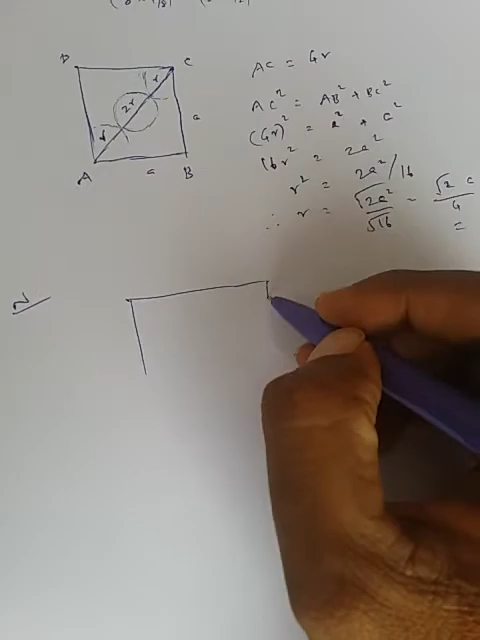 D
C
r
2r
r
a
A
a
B
AC = 4r
AC² = AB² + BC²
(4r)² = a² + a²
16r² = 2a²
r² = 2a²/16
∴ r = √2a²/√16 = √2 a/4
=
N